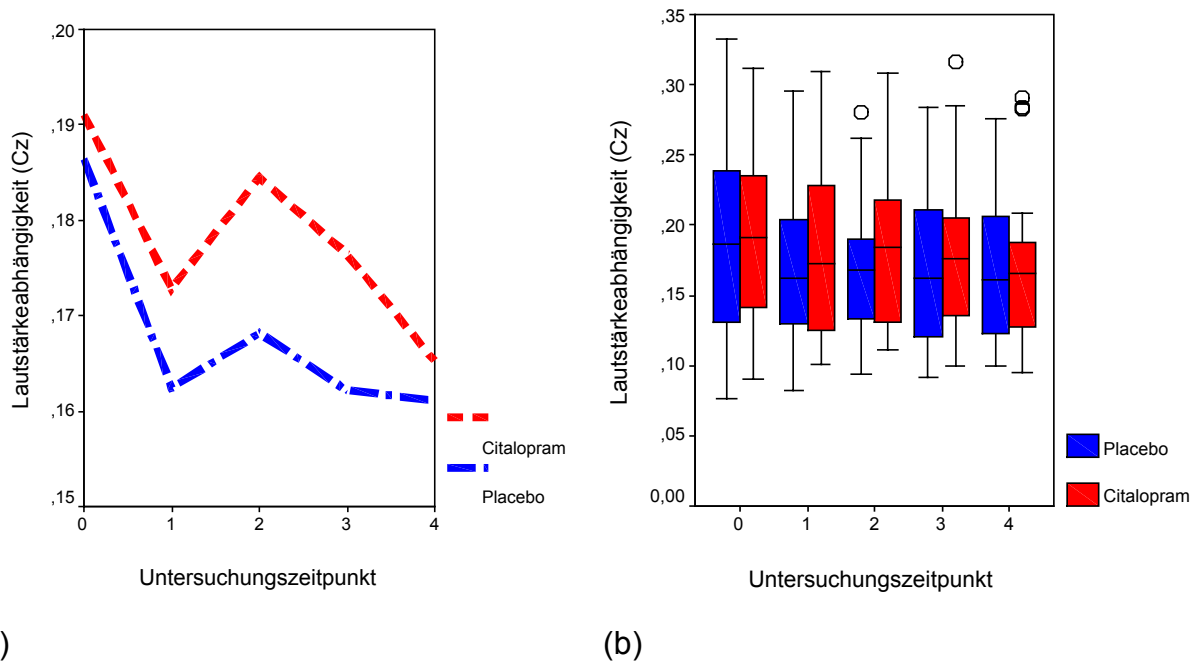 ,20
,19
,18
,17
,16
,15
Lautstärkeabhängigkeit (Cz)
0 1 2 3 4
Untersuchungszeitpunkt
Citalopram
Placebo
)
,35
,30
,25
,20
,15
,10
,05
0,00
Lautstärkeabhängigkeit (Cz)
0 1 2 3 4
Untersuchungszeitpunkt
Placebo
Citalopram
(b)